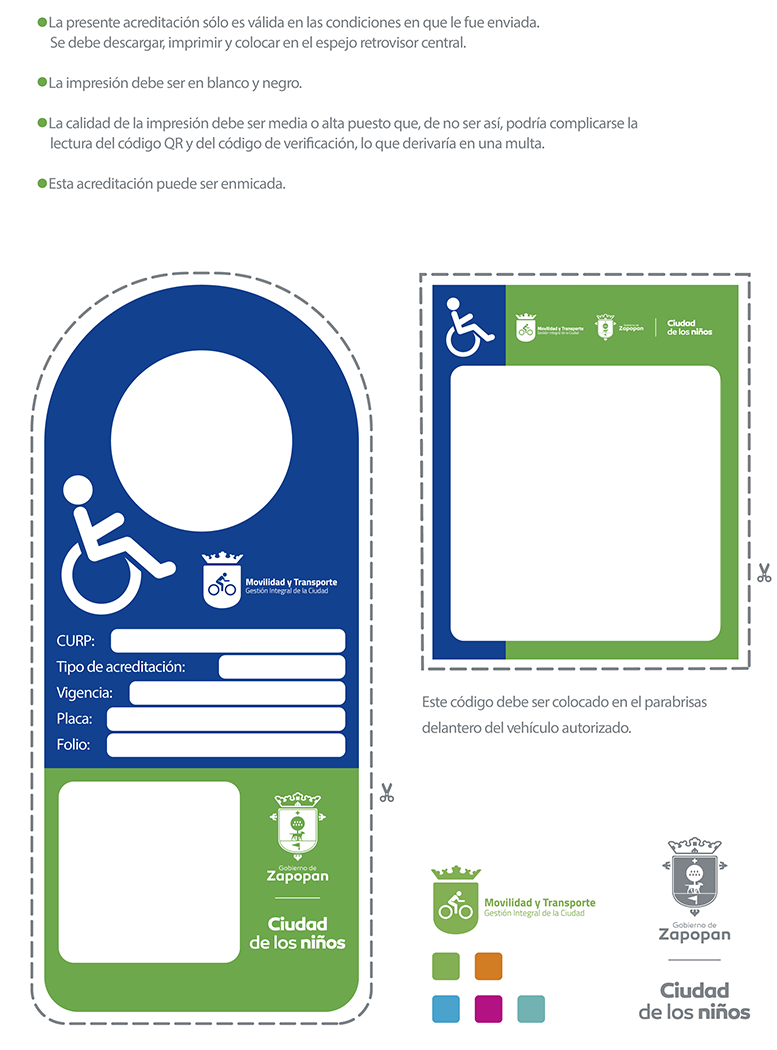 La presente acreditación sólo es válida en las condiciones en que le fue enviada.
Se debe descargar, imprimir y colocar en el espejo retrovisor central.
La impresión debe ser en blanco y negro.
La calidad de la impresión debe ser media o alta puesto que, de no ser así, podría complicarse la
lectura del código QR y del código de verificación, lo que derivaría en una multa.
Esta acreditación puede ser enmicada.
Movilidad y Transporte
Gestión Integral de la Ciudad
CURP:
Tipo de acreditación:
Vigencia:
Placa:
Folio:
Gobierno de
Zapopan
Ciudad
de los niños
Movilidad y Transporte
Gestión Integral de la Ciudad
Gobierno de
Zapopan
Ciudad
de los niños
Este código debe ser colocado en el parabrisas
delantero del vehículo autorizado.
Movilidad y Transporte
Gestión Integral de la Ciudad
Gobierno de
Zapopan
Ciudad
de los niños